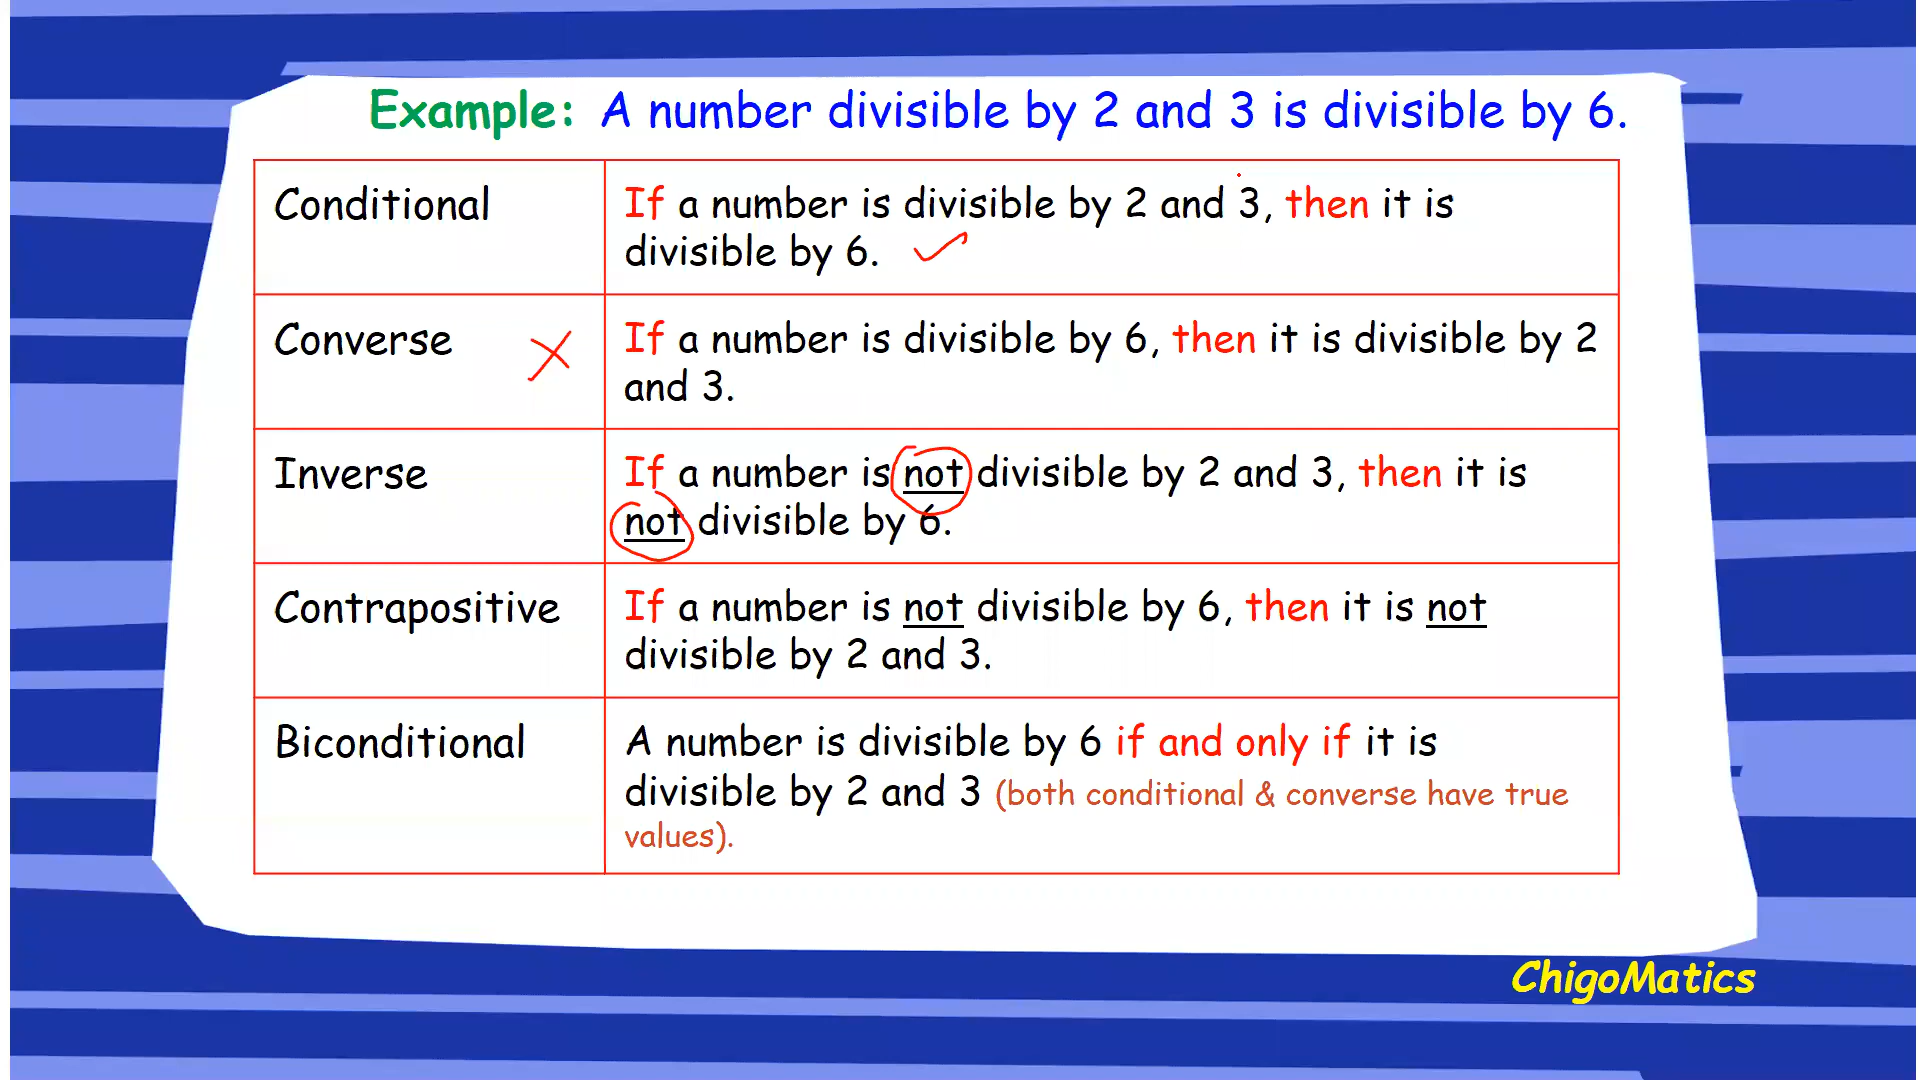 Example: A number divisible by 2 and 3 is divisible by 6.
Conditional
If a number is divisible by 2 and 3, then it is
divisible by 6.
Converse
If a number is divisible by 6, then it is divisible by 2
and 3.
Inverse
If a number is not divisible by 2 and 3, then it is
not divisible by 6.
Contrapositive
If a number is not divisible by 6, then it is not
divisible by 2 and 3.
Biconditional
A number is divisible by 6 if and only if it is
divisible by 2 and 3 (both conditional & converse have true
values).
ChigoMatics